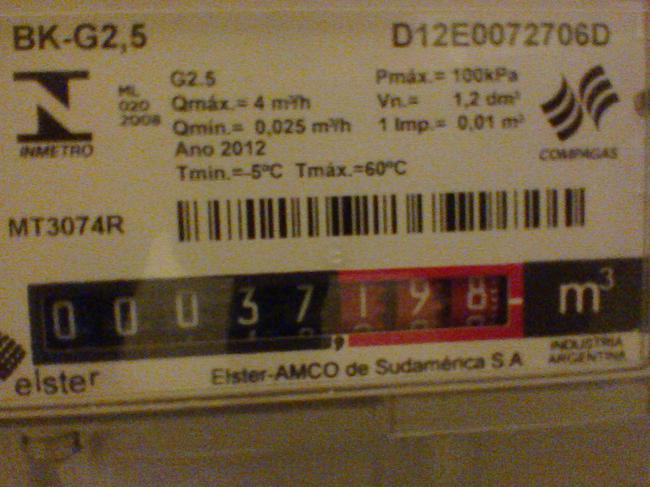 BK-G2,5 D12E0072706D
INMETRO
ML
020
2008
G2.5
Qmáx.= 4 m³/h
Qmin.= 0,025 m³/h
Ano 2012
Tmin.=-5ºC Tmáx.=60ºC
Pmáx.= 100kPa
Vn.= 1,2 dm³
1 Imp.= 0,01 m³
COMPAGAS
MT3074R
0 0 0 3 7 1 9 8 m³
elster
Elster-AMCO de Sudamérica S A
INDUSTRIA
ARGENTINA